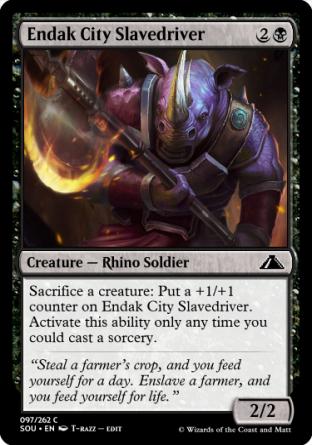 Endak City Slavedriver 2
Creature — Rhino Soldier
Sacrifice a creature: Put a +1/+1
counter on Endak City Slavedriver.
Activate this ability only any time you
could cast a sorcery.
“Steal a farmer’s crop, and you feed
yourself for a day. Enslave a farmer, and
you feed yourself for life.”
2/2
097/262 C
SOU • EN T-RAZZ — EDIT
™ & © Wizards of the Coast and Matt